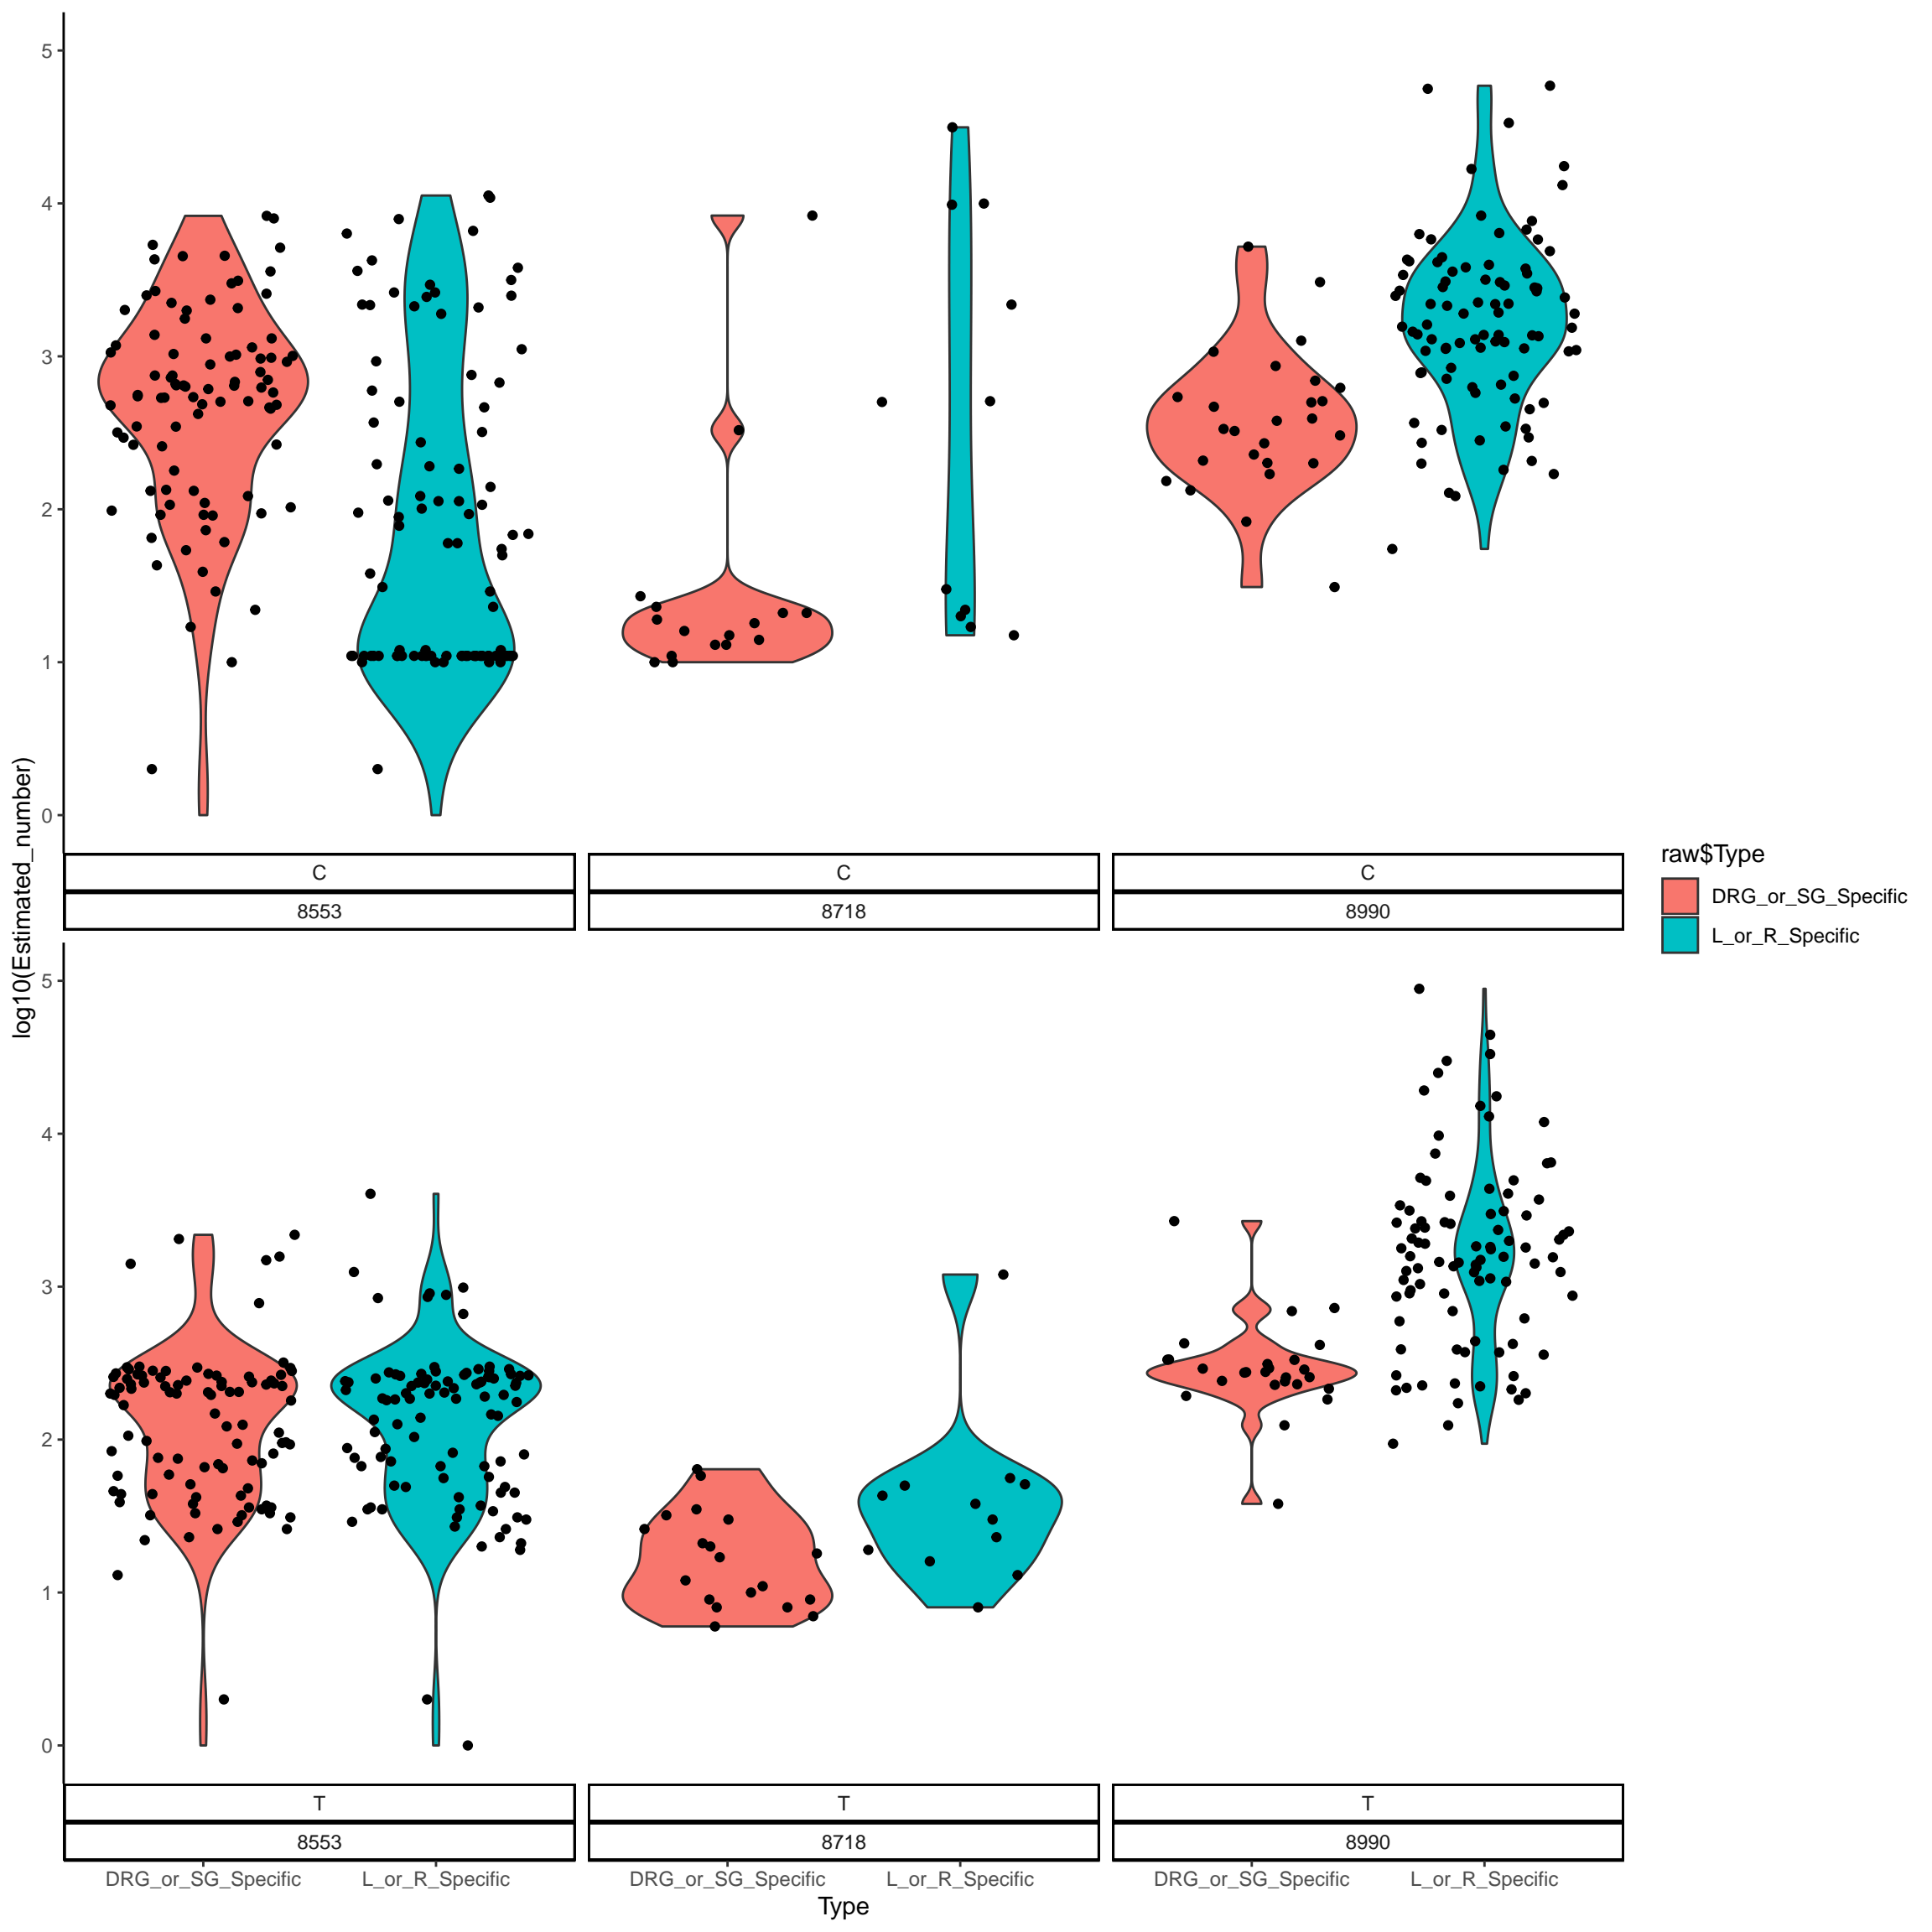 log10(Estimated_number)
5
4
3
2
1
0
C
C
C
8553
8718
8990
5
4
3
2
1
0
T
T
T
8553
8718
8990
DRG_or_SG_Specific
L_or_R_Specific
DRG_or_SG_Specific
L_or_R_Specific
DRG_or_SG_Specific
L_or_R_Specific
Type
raw$Type
DRG_or_SG_Specific
L_or_R_Specific